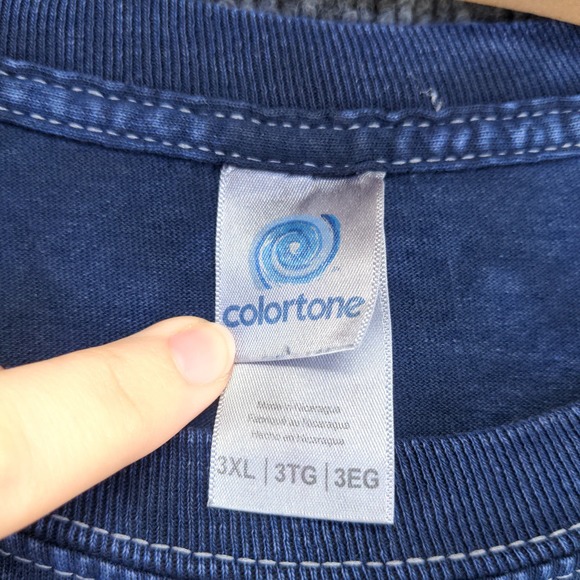 colortone
Made in Nicaragua
Fabriqué au Nicaragua
Hecho en Nicaragua
3XL | 3TG | 3EG